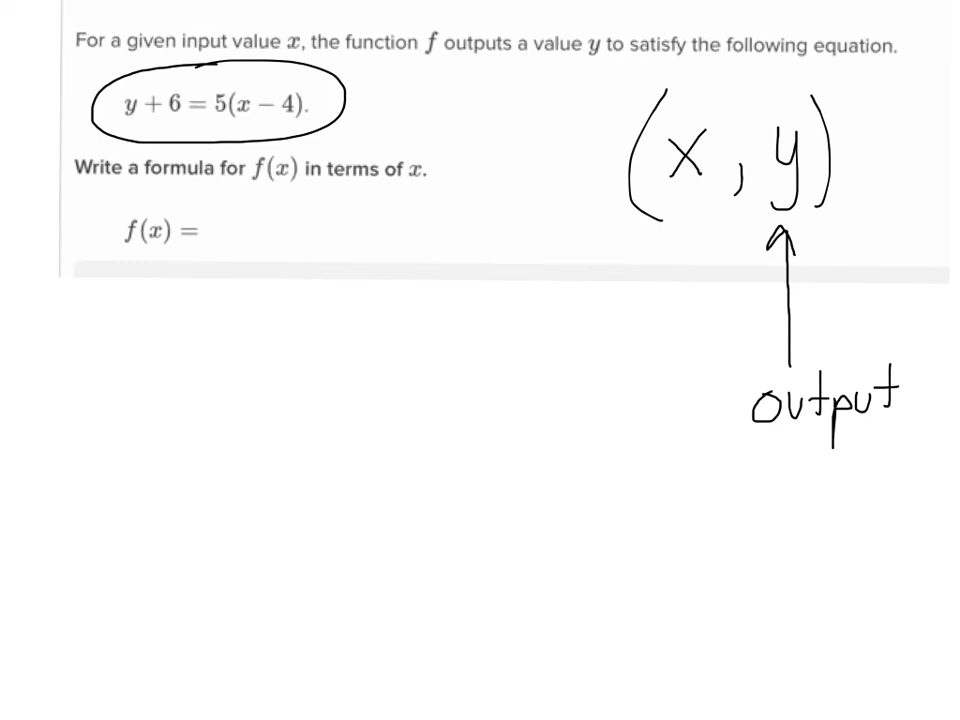 For a given input value x, the function f outputs a value y to satisfy the following equation.
y + 6 = 5(x − 4).
(x, y)
Write a formula for f(x) in terms of x.
f(x) =
output